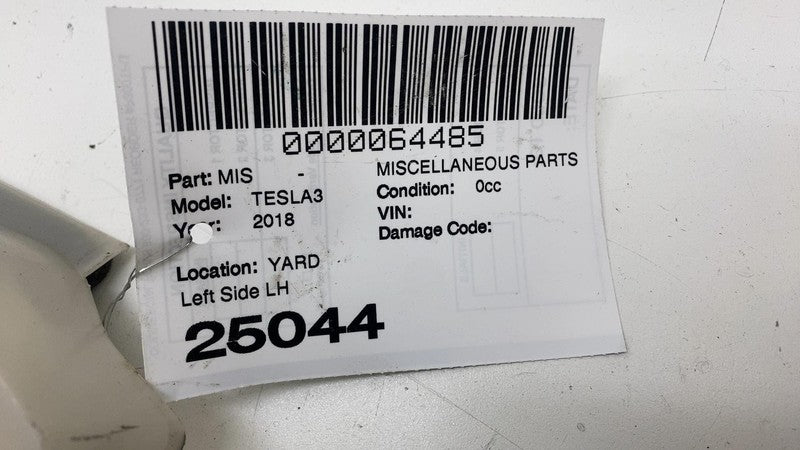 0000064485
Part: MIS - MISCELLANEOUS PARTS
Model: TESLA3 Condition: 0cc
Year: 2018 VIN:
Damage Code:
Location: YARD
Left Side LH
25044